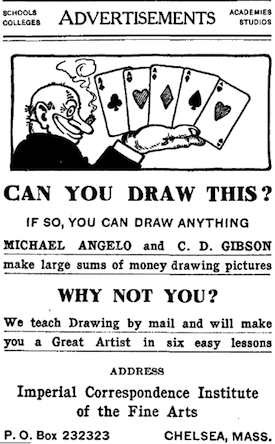 SCHOOLS
COLLEGES
ADVERTISEMENTS
ACADEMIES
STUDIOS
A
A
A
A
A
CAN YOU DRAW THIS?
IF SO, YOU CAN DRAW ANYTHING
MICHAEL ANGELO and C. D. GIBSON
make large sums of money drawing pictures
WHY NOT YOU?
We teach Drawing by mail and will make
you a Great Artist in six easy lessons
ADDRESS
Imperial Correspondence Institute
of the Fine Arts
P. O. Box 232323 CHELSEA, MASS.